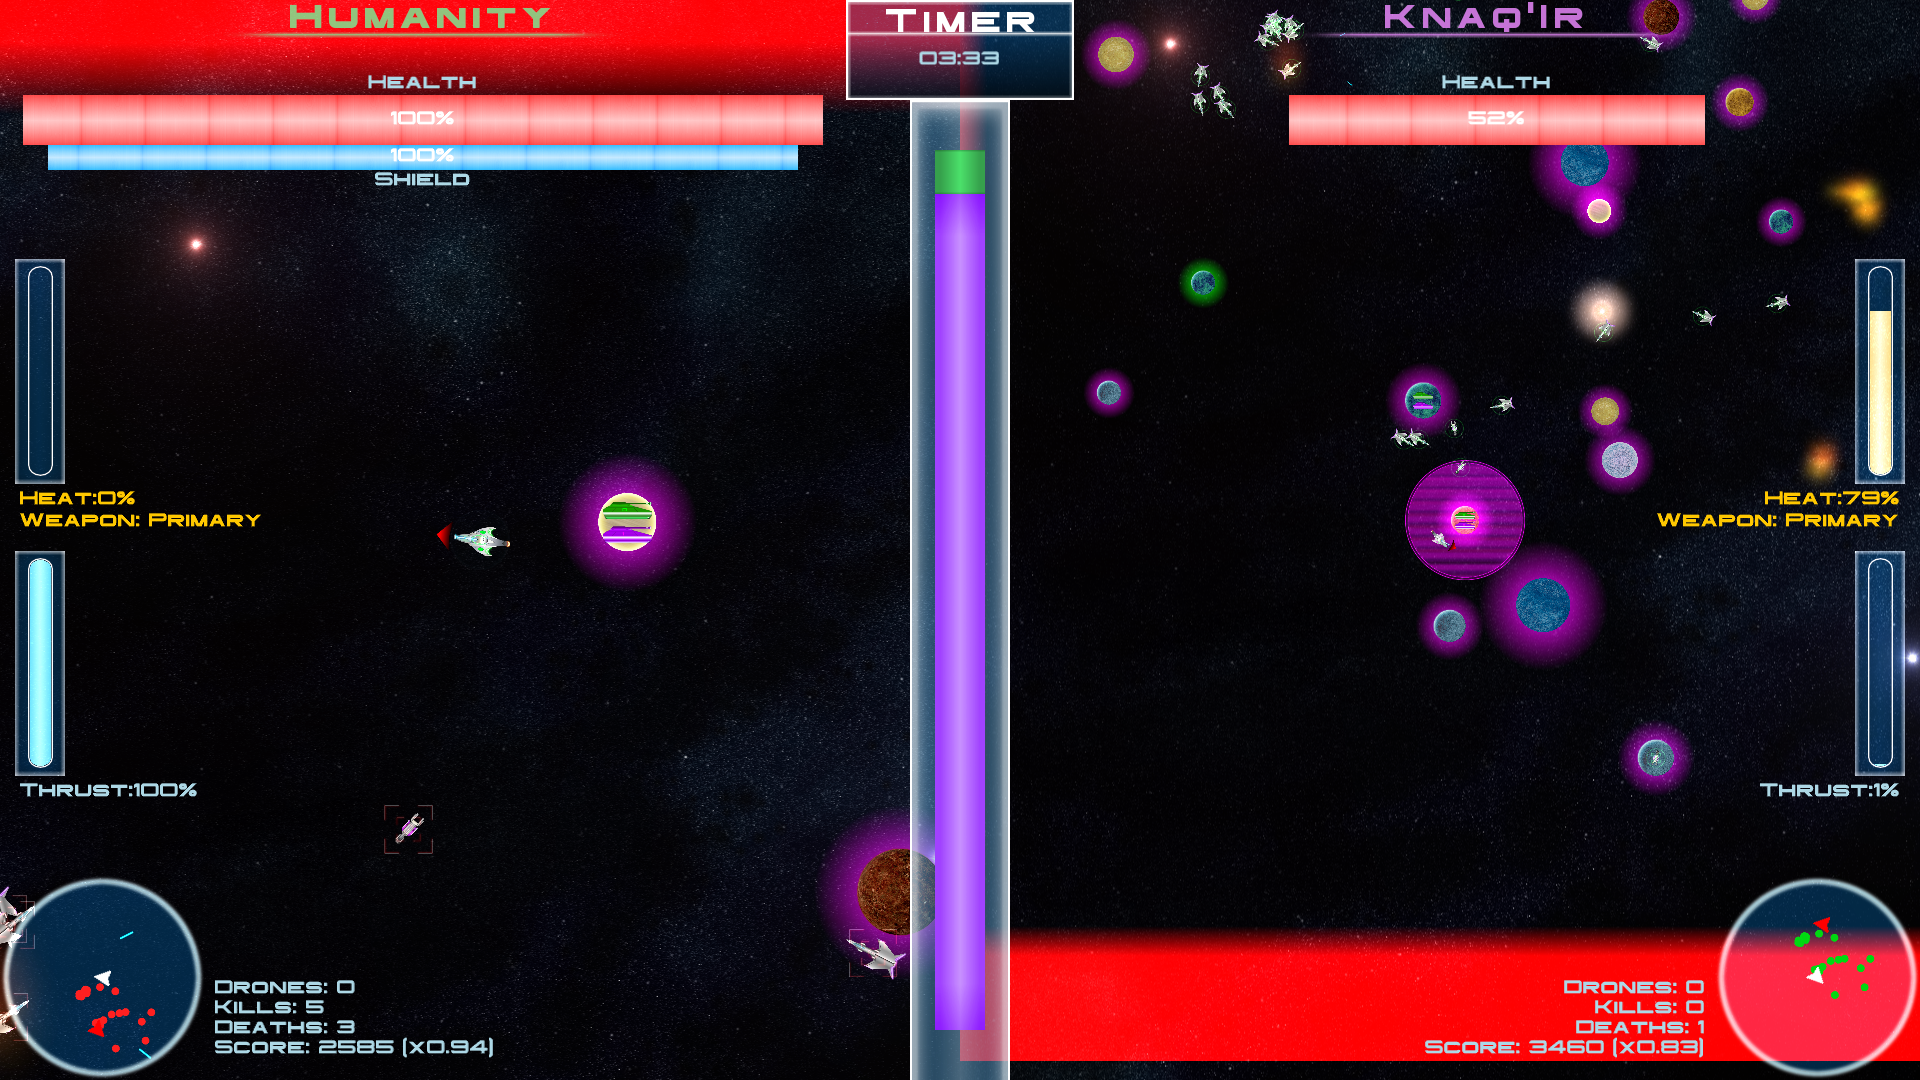 Humanity
Health
100%
100%
Shield
Heat:0%
Weapon: Primary
Thrust:100%
Drones: 0
Kills: 5
Deaths: 3
Score: 2585 (x0.94)
Timer
03:33
Knaq'ir
Health
52%
Heat:79%
Weapon: Primary
Thrust:1%
Drones: 0
Kills: 0
Deaths: 1
Score: 3460 (x0.83)